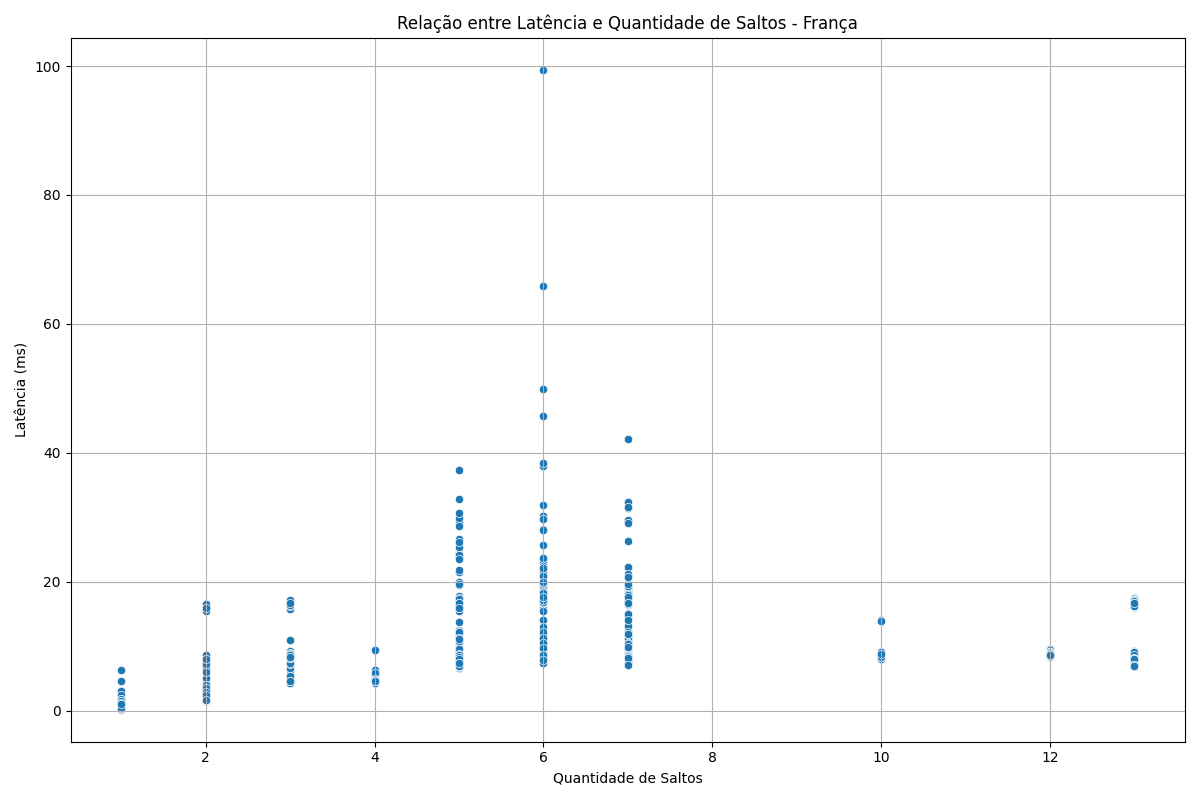 Relação entre Latência e Quantidade de Saltos - França
Latência (ms)
100
80
60
40
20
0
2 4 6 8 10 12
Quantidade de Saltos